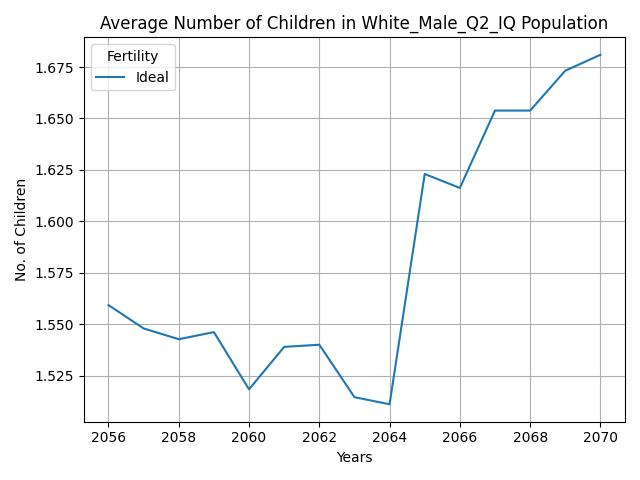 Average Number of Children in White_Male_Q2_IQ Population
Fertility
Ideal
1.675
1.650
1.625
1.600
1.575
1.550
1.525
No. of Children
2056 2058 2060 2062 2064 2066 2068 2070
Years